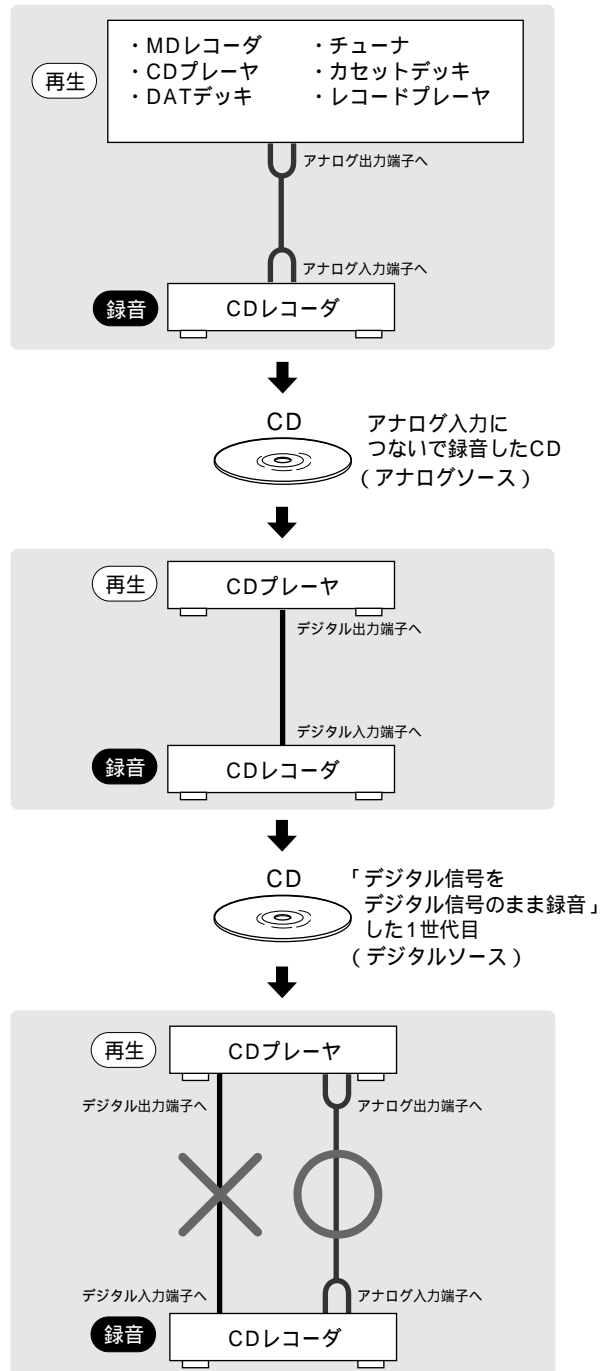 再生
・MDレコーダ ・チューナ
・CDプレーヤ ・カセットデッキ
・DATデッキ ・レコードプレーヤ
アナログ出力端子へ
アナログ入力端子へ
録音
CDレコーダ
CD
アナログ入力に
つないで録音したCD
(アナログソース)
再生
CDプレーヤ
デジタル出力端子へ
デジタル入力端子へ
録音
CDレコーダ
CD
「デジタル信号を
デジタル信号のまま録音」
した1世代目
(デジタルソース)
再生
CDプレーヤ
デジタル出力端子へ
アナログ出力端子へ
デジタル入力端子へ
アナログ入力端子へ
録音
CDレコーダ